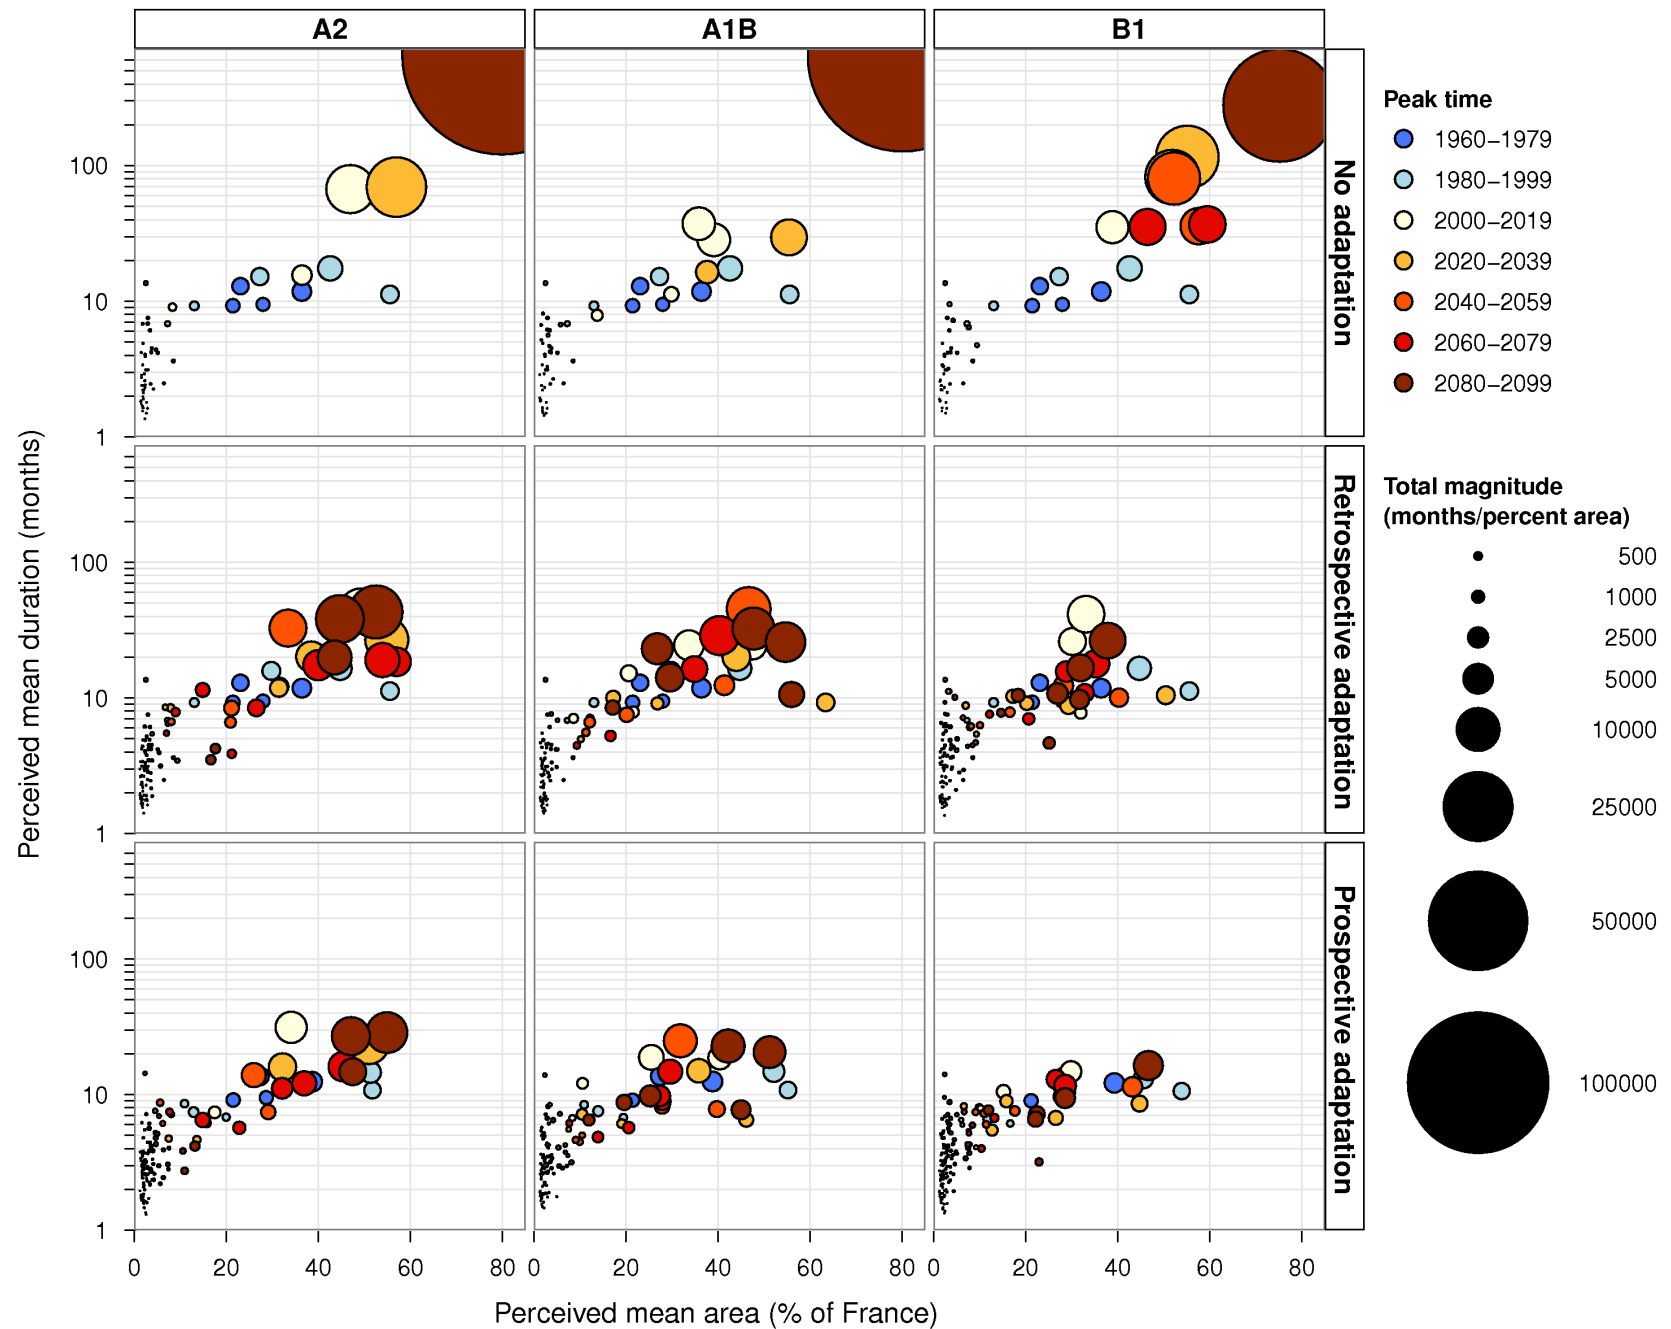 A2 A1B B1
Perceived mean duration (months)
100
10
1
No adaptation
100
10
1
Retrospective adaptation
100
10
1
Prospective adaptation
0 20 40 60 80 0 20 40 60 80 0 20 40 60 80
Perceived mean area (% of France)
Peak time
1960−1979
1980−1999
2000−2019
2020−2039
2040−2059
2060−2079
2080−2099
Total magnitude
(months/percent area)
500
1000
2500
5000
10000
25000
50000
100000